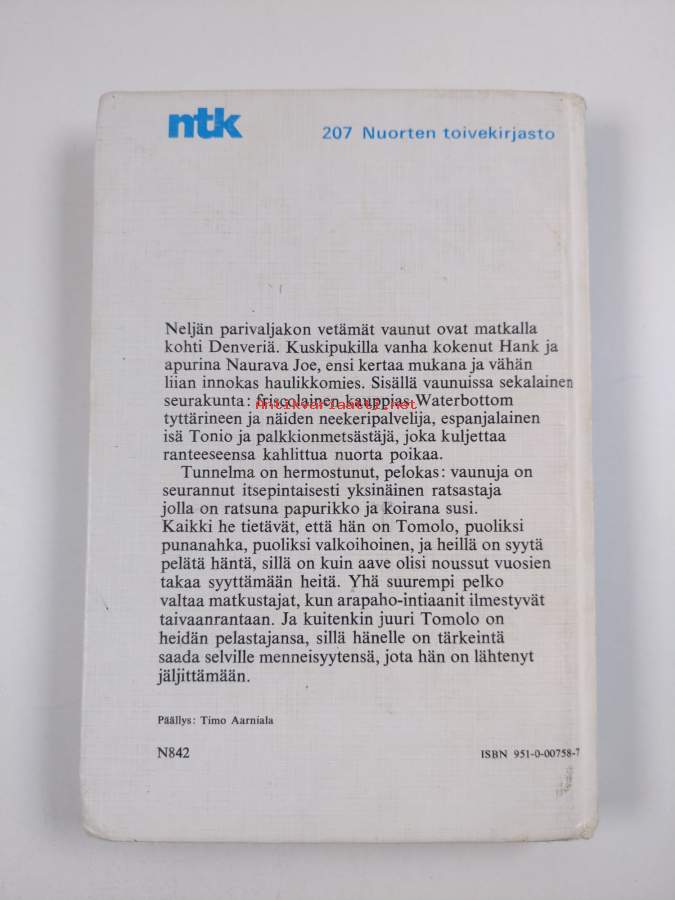 ntk
207 Nuorten toivekirjasto
Neljän parivaljakon vetämät vaunut ovat matkalla
kohti Denveriä. Kuskipukilla vanha kokenut Hank ja
apurina Naurava Joe, ensi kertaa mukana ja vähän
liian innokas haulikkomies. Sisällä vaunuissa sekalainen
seurakunta: friscolainen kauppias Waterbottom
Antikvariaatti.net
tyttärineen ja näiden neekeripalvelija, espanjalainen
isä Tonio ja palkkionmetsästäjä, joka kuljettaa
ranteeseensa kahlittua nuorta poikaa.
Tunnelma on hermostunut, pelokas: vaunuja on
seurannut itsepintaisesti yksinäinen ratsastaja
jolla on ratsuna papurikko ja koirana susi.
Kaikki he tietävät, että hän on Tomolo, puoliksi
punanahka, puoliksi valkoihoinen, ja heillä on syytä
pelätä häntä, sillä on kuin aave olisi noussut vuosien
takaa syyttämään heitä. Yhä suurempi pelko
valtaa matkustajat, kun arapaho-intiaanit ilmestyvät
taivaanrantaan. Ja kuitenkin juuri Tomolo on
heidän pelastajansa, sillä hänelle on tärkeintä
saada selville menneisyytensä, jota hän on lähtenyt
jäljittämään.
Päällys: Timo Aarniala
N842
ISBN 951-0-00758-7